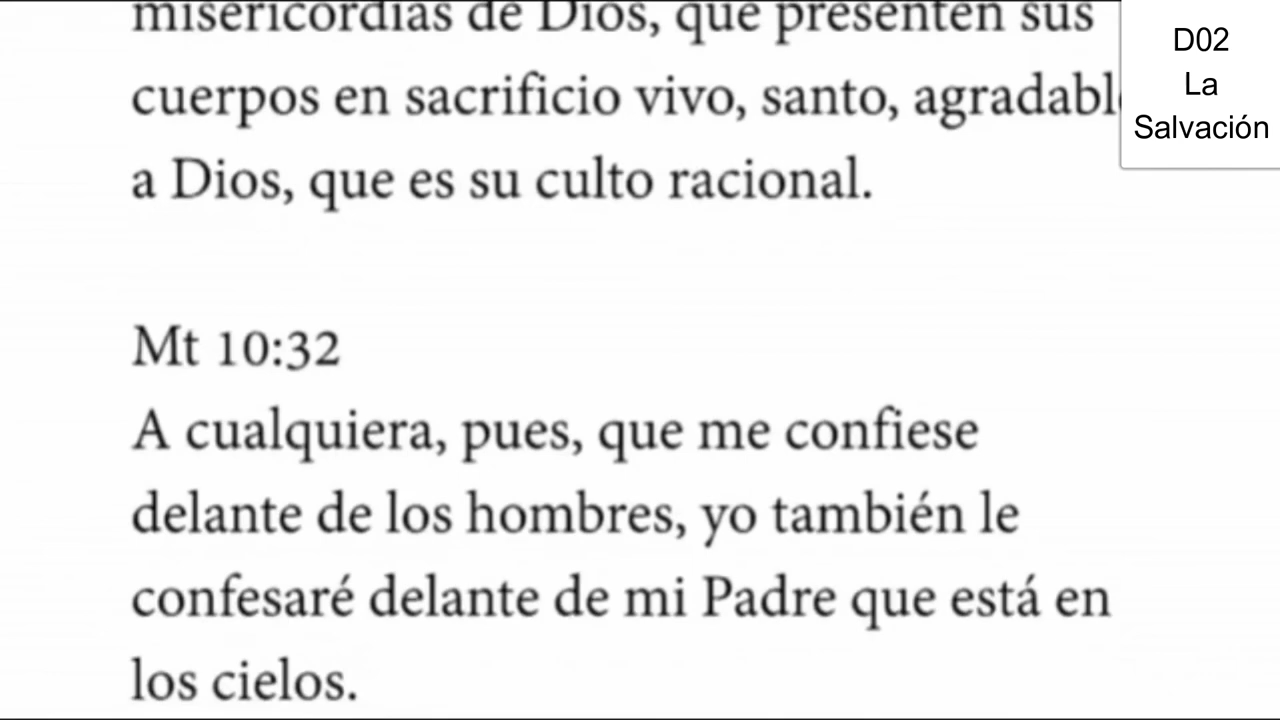 misericordias de Dios, que presenten sus
cuerpos en sacrificio vivo, santo, agradable
a Dios, que es su culto racional.
Mt 10:32
A cualquiera, pues, que me confiese
delante de los hombres, yo también le
confesaré delante de mi Padre que está en
los cielos.
D02
La
Salvación